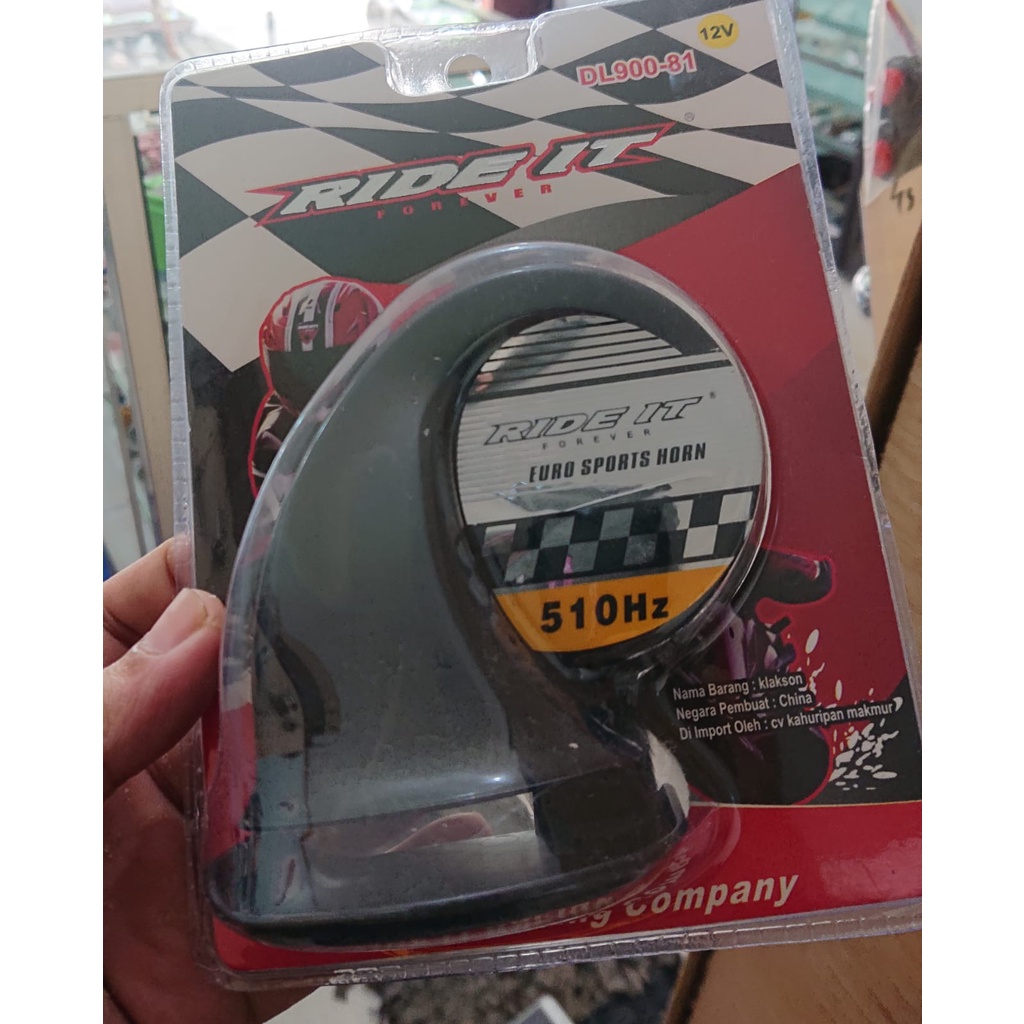 12V
DL900-81
RIDE IT ®
FOREVER
RIDE IT ®
FOREVER
EURO SPORTS HORN
510Hz
Nama Barang : klakson
Negara Pembuat : China
Di Import Oleh : cv kahuripan makmur
Company